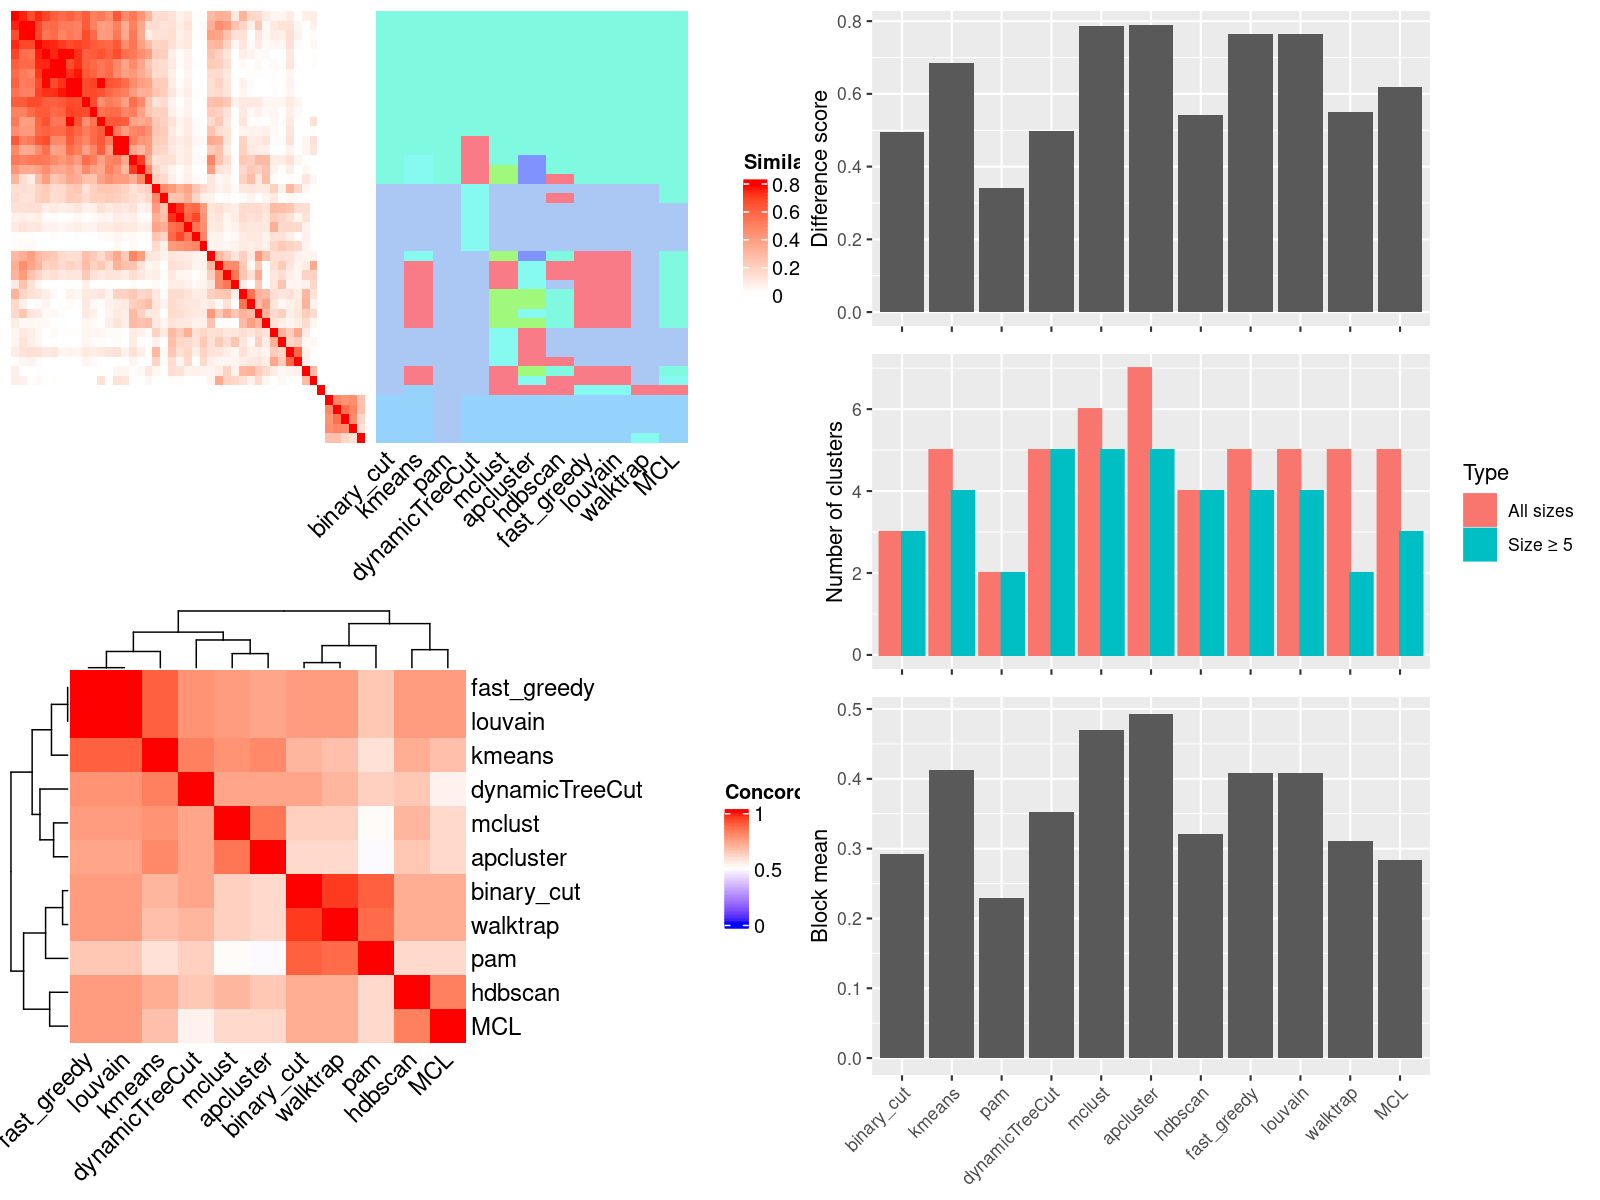 Simila
0.8
0.6
0.4
0.2
0
binary_cut
kmeans
pam
dynamicTreeCut
mclust
apcluster
hdbscan
fast_greedy
louvain
walktrap
MCL
fast_greedy
louvain
kmeans
dynamicTreeCut
mclust
apcluster
binary_cut
walktrap
pam
hdbscan
MCL
fast_greedy
louvain
kmeans
dynamicTreeCut
mclust
apcluster
binary_cut
walktrap
pam
hdbscan
MCL
Concord
1
0.5
0
Difference score
0.8
0.6
0.4
0.2
0.0
Number of clusters
6
4
2
0
Type
All sizes
Size ≥ 5
Block mean
0.5
0.4
0.3
0.2
0.1
0.0
binary_cut
kmeans
pam
dynamicTreeCut
mclust
apcluster
hdbscan
fast_greedy
louvain
walktrap
MCL